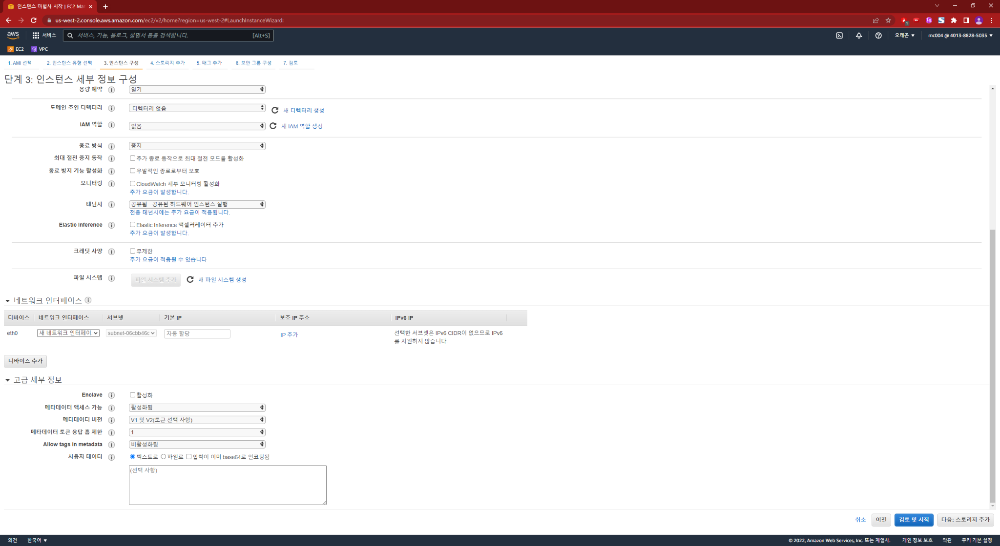 인스턴스 마법사 시작 | EC2 Mar
us-west-2.console.aws.amazon.com/ec2/v2/home?region=us-west-2#LaunchInstanceWizard:
aws 서비스 서비스, 기능, 블로그, 설명서 등을 검색합니다. [Alt+S] 오레곤 mc004 @ 4013-8828-5035
EC2 VPC
1. AMI 선택 2. 인스턴스 유형 선택 3. 인스턴스 구성 4. 스토리지 추가 5. 태그 추가 6. 보안 그룹 구성 7. 검토
단계 3: 인스턴스 세부 정보 구성
용량 예약 열기
도메인 조인 디렉터리 디렉터리 없음 새 디렉터리 생성
IAM 역할 없음 새 IAM 역할 생성
종료 방식 중지
최대 절전 중지 동작 추가 종료 동작으로 최대 절전 모드를 활성화
종료 방지 기능 활성화 우발적인 종료로부터 보호
모니터링 CloudWatch 세부 모니터링 활성화
추가 요금이 발생합니다.
테넌시 공유됨 - 공유된 하드웨어 인스턴스 실행
전용 테넌시에는 추가 요금이 적용됩니다.
Elastic Inference Elastic Inference 액셀러레이터 추가
추가 요금이 발생합니다.
크레딧 사양 무제한
추가 요금이 적용될 수 있습니다
파일 시스템 파일 시스템 추가 새 파일 시스템 생성
네트워크 인터페이스
디바이스 네트워크 인터페이스 서브넷 기본 IP 보조 IP 주소 IPv6 IP
eth0 새 네트워크 인터페이스 subnet-06cbb46c 자동 할당 IP 추가 선택한 서브넷은 IPv6 CIDR이 없으므로 IPv6
를 지원하지 않습니다.
디바이스 추가
고급 세부 정보
Enclave 활성화
메타데이터 액세스 가능 활성화됨
메타데이터 버전 V1 및 V2(토큰 선택 사항)
메타데이터 토큰 응답 홉 제한 1
Allow tags in metadata 비활성화됨
사용자 데이터 텍스트로 파일로 입력이 이미 base64로 인코딩됨
(선택 사항)
취소 이전 검토 및 시작 다음: 스토리지 추가
의견 한국어 © 2022, Amazon Web Services, Inc. 또는 계열사. 개인 정보 보호 약관 쿠키 기본 설정